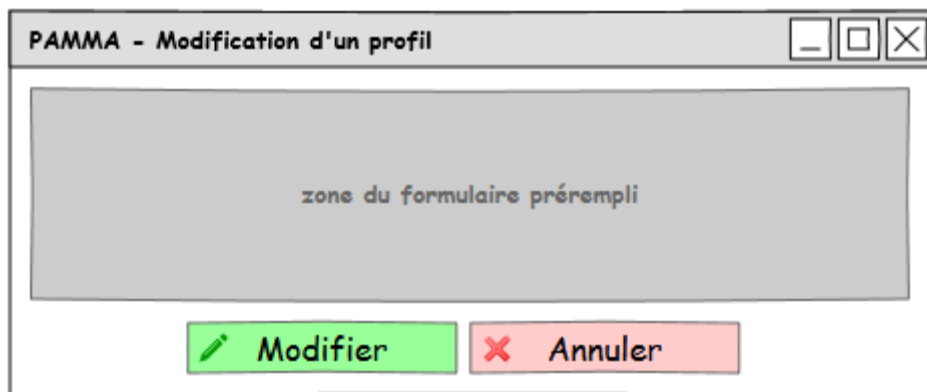 PAMMA - Modification d'un profil
zone du formulaire prérempli
Modifier
Annuler